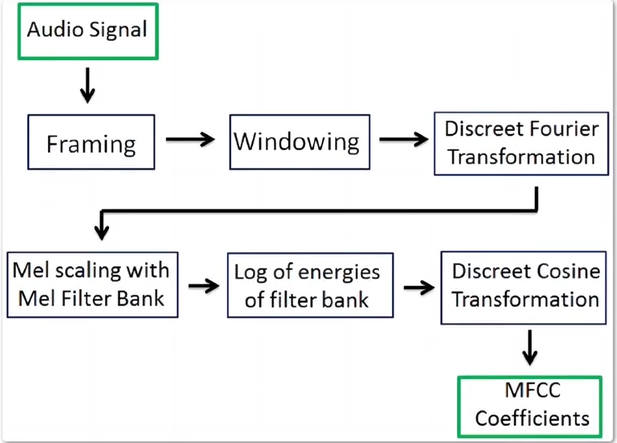 Audio Signal
Framing
Windowing
Discreet Fourier
Transformation
Mel scaling with
Mel Filter Bank
Log of energies
of filter bank
Discreet Cosine
Transformation
MFCC
Coefficients